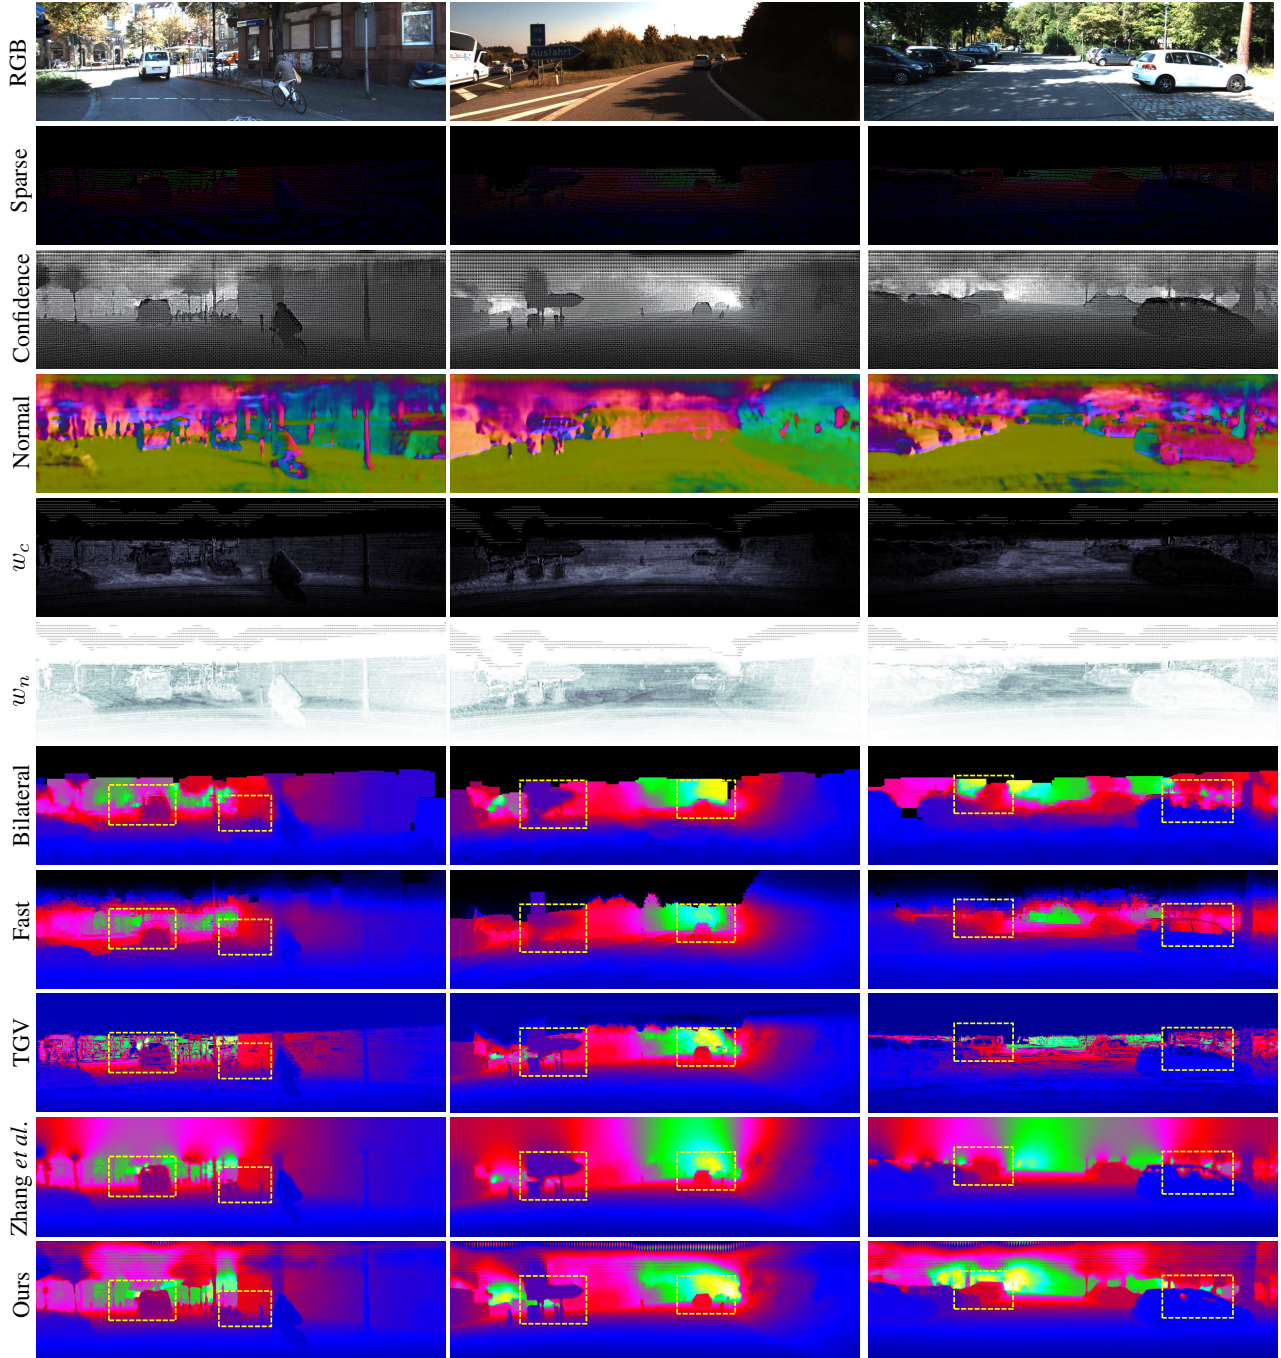 RGB
Ausfahrt
Sparse
Confidence
Normal
w_c
w_n
Bilateral
Fast
TGV
Zhang et al.
Ours